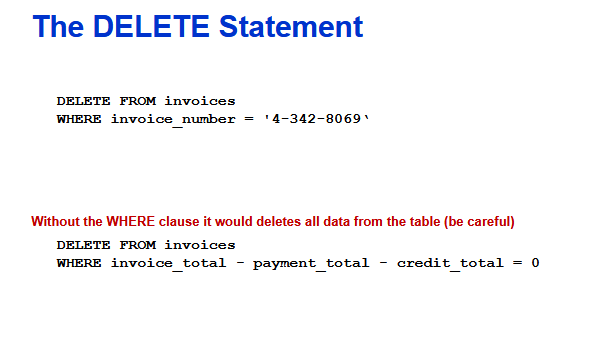 The DELETE Statement
DELETE FROM invoices
WHERE invoice_number = '4-342-8069‵
Without the WHERE clause it would deletes all data from the table (be careful)
DELETE FROM invoices
WHERE invoice_total - payment_total - credit_total = 0